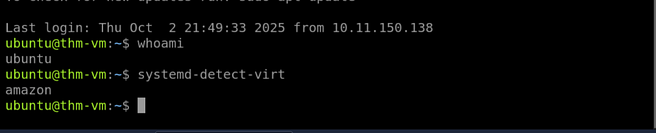 Last login: Thu Oct  2 21:49:33 2025 from 10.11.150.138
ubuntu@thm-vm:~$ whoami
ubuntu
ubuntu@thm-vm:~$ systemd-detect-virt
amazon
ubuntu@thm-vm:~$